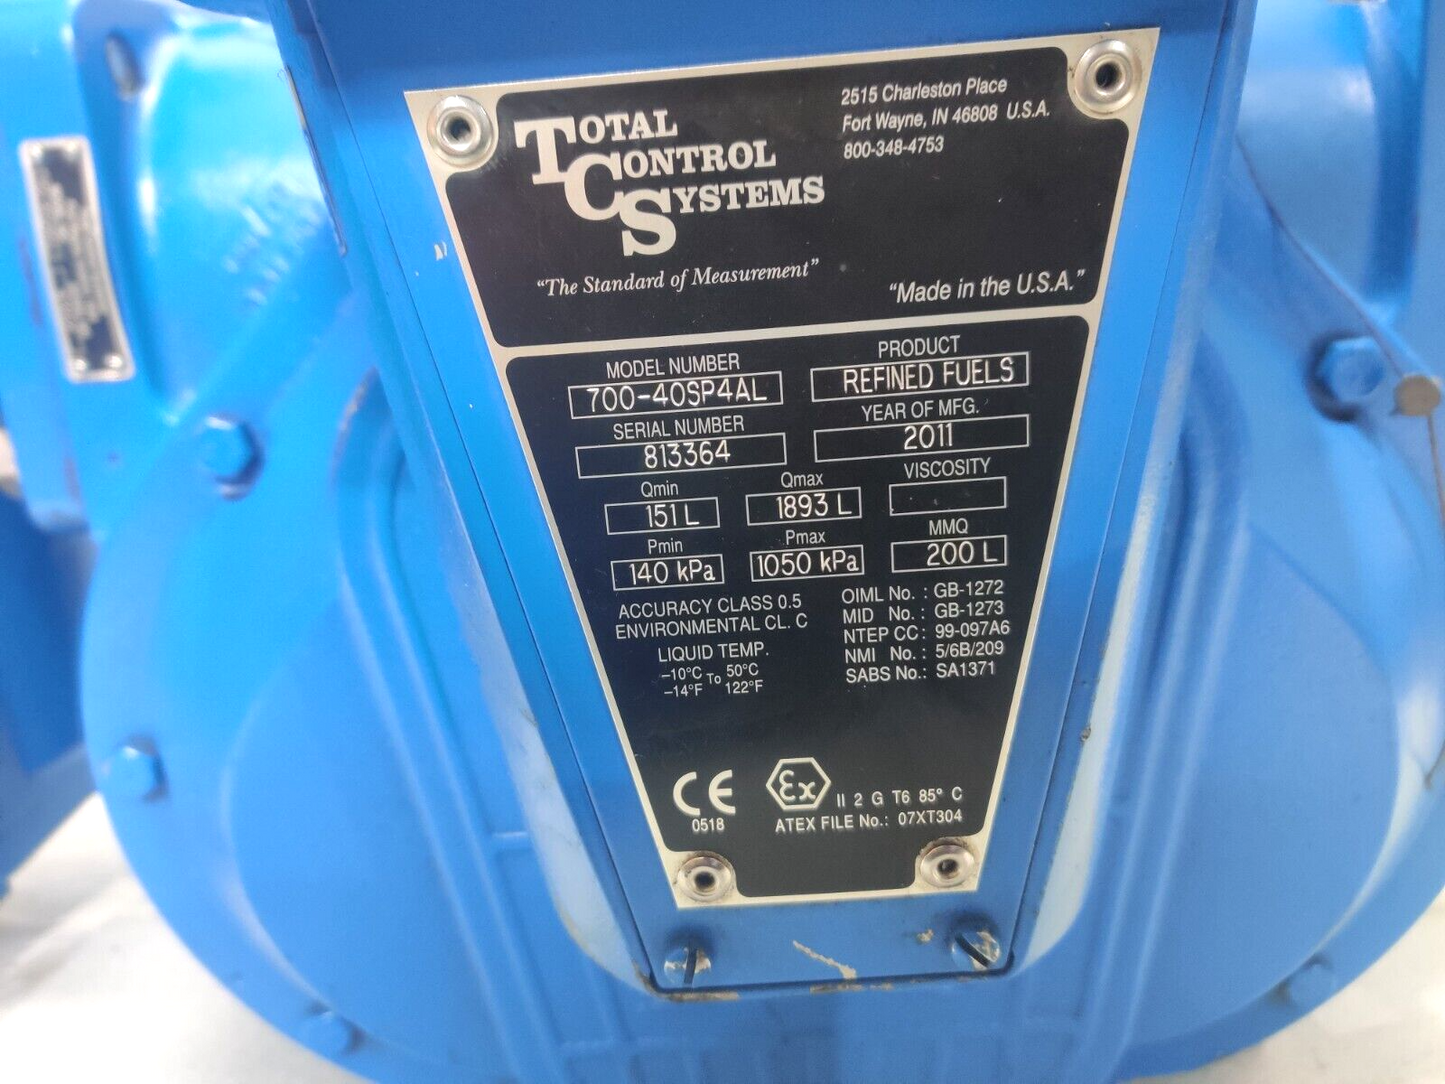 TOTAL
CONTROL
SYSTEMS
"The Standard of Measurement"
2515 Charleston Place
Fort Wayne, IN 46808 U.S.A.
800-348-4753
"Made in the U.S.A."
MODEL NUMBER
700-40SP4AL
PRODUCT
REFINED FUELS
SERIAL NUMBER
813364
YEAR OF MFG.
2011
Qmin
151 L
Qmax
1893 L
VISCOSITY
Pmin
140 kPa
Pmax
1050 kPa
MMQ
200 L
ACCURACY CLASS 0.5
ENVIRONMENTAL CL. C
LIQUID TEMP.
–10°C To 50°C
–14°F 122°F
OIML No. : GB-1272
MID No. : GB-1273
NTEP CC : 99-097A6
NMI No. : 5/6B/209
SABS No.: SA1371
CE
0518
Ex II 2 G T6 85° C
ATEX FILE No.: 07XT304